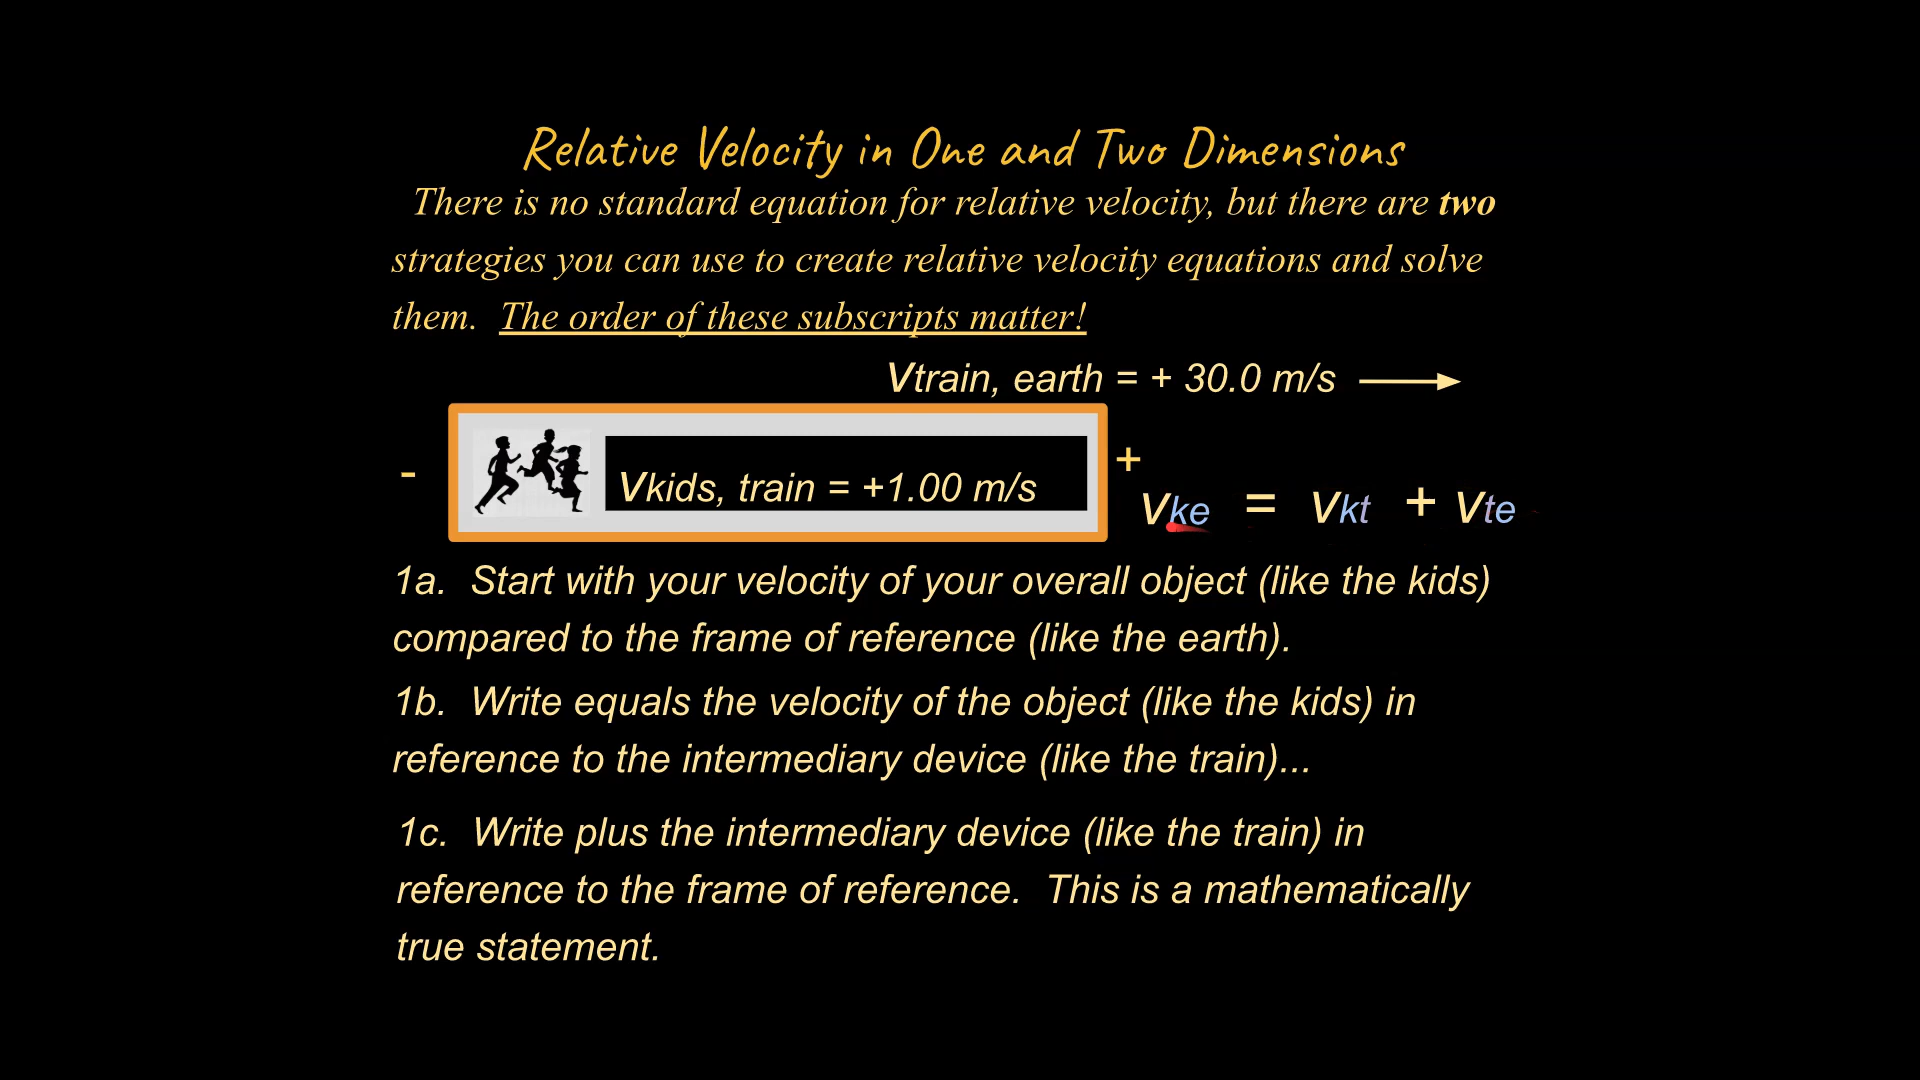 Relative Velocity in One and Two Dimensions
There is no standard equation for relative velocity, but there are two
strategies you can use to create relative velocity equations and solve
them. The order of these subscripts matter!
Vtrain, earth = + 30.0 m/s
- Vkids, train = +1.00 m/s +
Vke = Vkt + Vte
1a. Start with your velocity of your overall object (like the kids)
compared to the frame of reference (like the earth).
1b. Write equals the velocity of the object (like the kids) in
reference to the intermediary device (like the train)...
1c. Write plus the intermediary device (like the train) in
reference to the frame of reference. This is a mathematically
true statement.